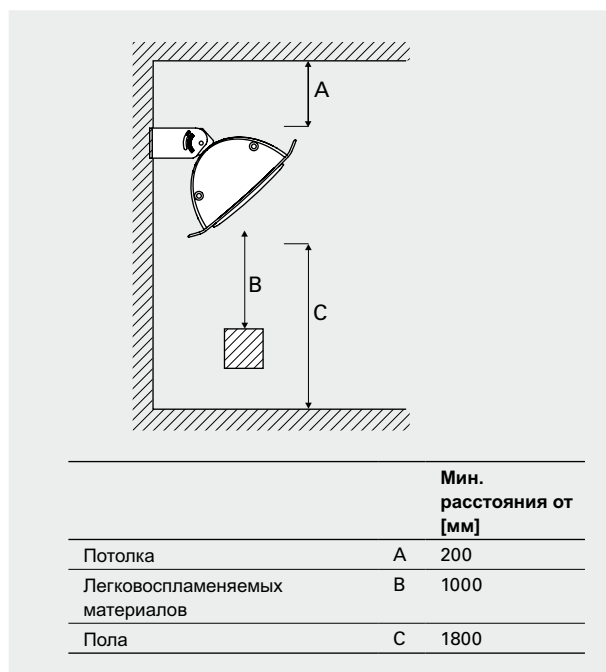 A
B
C
Мин.
расстояния от
[мм]
Потолка A 200
Легковоспламеняемых B 1000
материалов
Пола C 1800